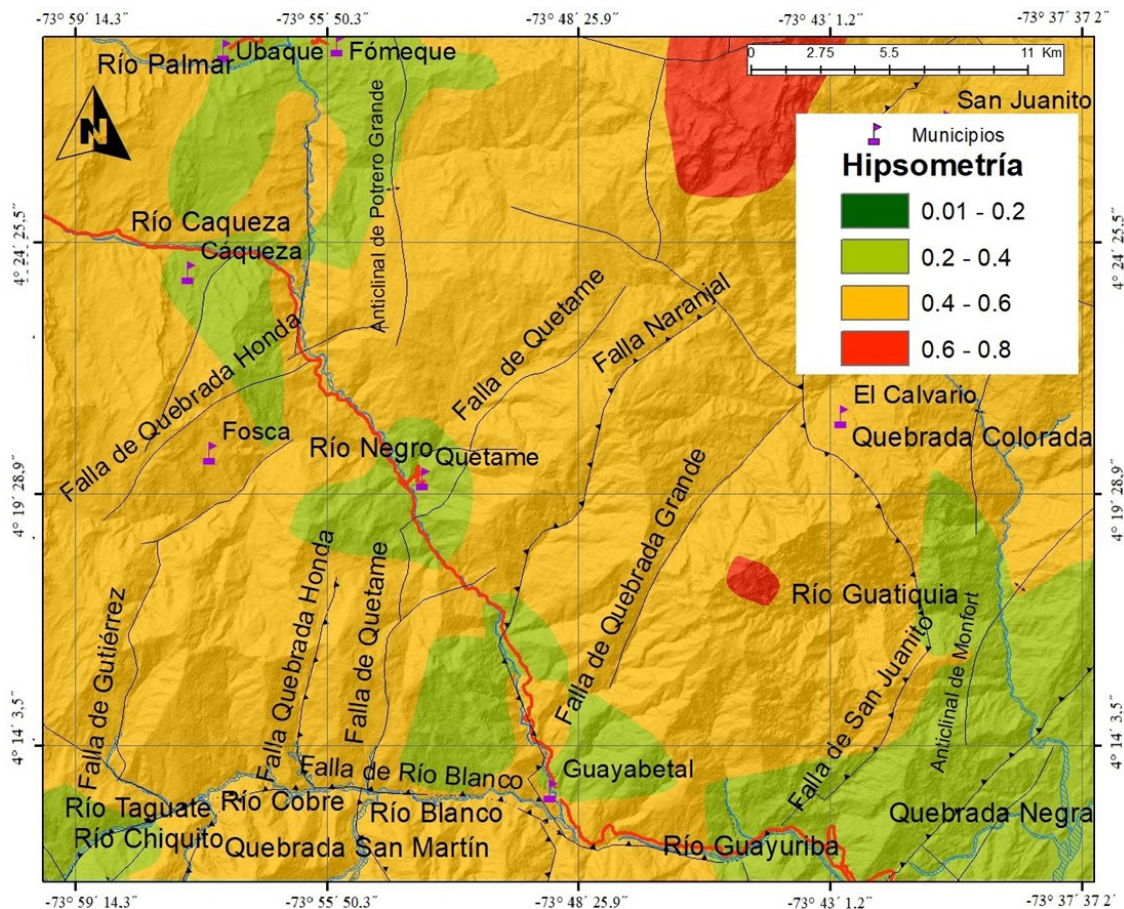 -73° 59´ 14.3¨
-73° 55´ 50.3¨
-73° 48´ 25.9¨
-73° 43´ 1.2¨
-73° 37´ 37.2¨
Río Palmar
Ubaque
Fómeque
0 2.75 5.5 11 Km
San Juanito
N
Municipios
Hipsometría
0.01 - 0.2
0.2 - 0.4
0.4 - 0.6
0.6 - 0.8
Anticlinal de Potrero Grande
Río Caqueza
Cáqueza
4° 24´ 25.5¨
4° 24´ 25.5¨
Falla de Quebrada Honda
Falla de Quetame
Falla Naranjal
Fosca
Río Negro
Quetame
El Calvario
Quebrada Colorada
4° 19´ 28.9¨
4° 19´ 28.9¨
Falla de Quebrada Grande
Río Guatiquia
Falla de Gutiérrez
Falla Quebrada Honda
Falla de Quetame
Falla de San Juanito
Anticlinal de Monfort
4° 14´ 3.5¨
4° 14´ 3.5¨
Falla de Río Blanco
Guayabetal
Río Taguate
Río Cobre
Río Blanco
Quebrada Negra
Río Chiquito
Quebrada San Martín
Río Guayuriba
-73° 59´ 14.3¨
-73° 55´ 50.3¨
-73° 48´ 25.9¨
-73° 43´ 1.2¨
-73° 37´ 37.2¨